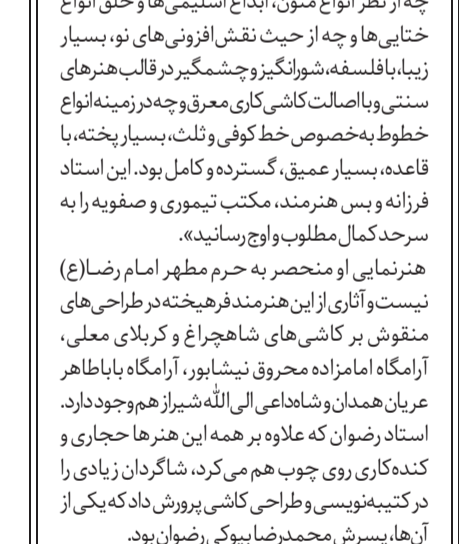 چه از نظر انواع متون، ابداع اسلیمی‌ها و خلق انواع
ختایی‌ها و چه از حیث نقش‌افزونی‌های نو، بسیار
زیبا، با فلسفه، شورانگیز و چشمگیر در قالب هنرهای
سنتی و با اصالت کاشی‌کاری معرق و چه در زمینه انواع
خطوط به‌خصوص خط کوفی و ثلث، بسیار پخته، با
قاعده، بسیار عمیق، گسترده و کامل بود. این استاد
فرزانه و بس هنرمند، مکتب تیموری و صفویه را به
سرحد کمال مطلوب و اوج رسانید».
هنرنمایی او منحصر به حرم مطهر امام رضا(ع)
نیست و آثاری از این هنرمند فرهیخته در طراحی‌های
منقوش بر کاشی‌های شاهچراغ و کربلای معلی،
آرامگاه امامزاده محروق نیشابور، آرامگاه باباطاهر
عریان همدان و شاه‌داعی الی‌الله شیراز هم وجود دارد.
استاد رضوان که علاوه بر همه این هنرها حجاری و
کنده‌کاری روی چوب هم می‌کرد، شاگردان زیادی را
در کتیبه‌نویسی و طراحی کاشی پرورش داد که یکی از
آن‌ها، پسرش محمدرضا بیوکی رضوان بود.